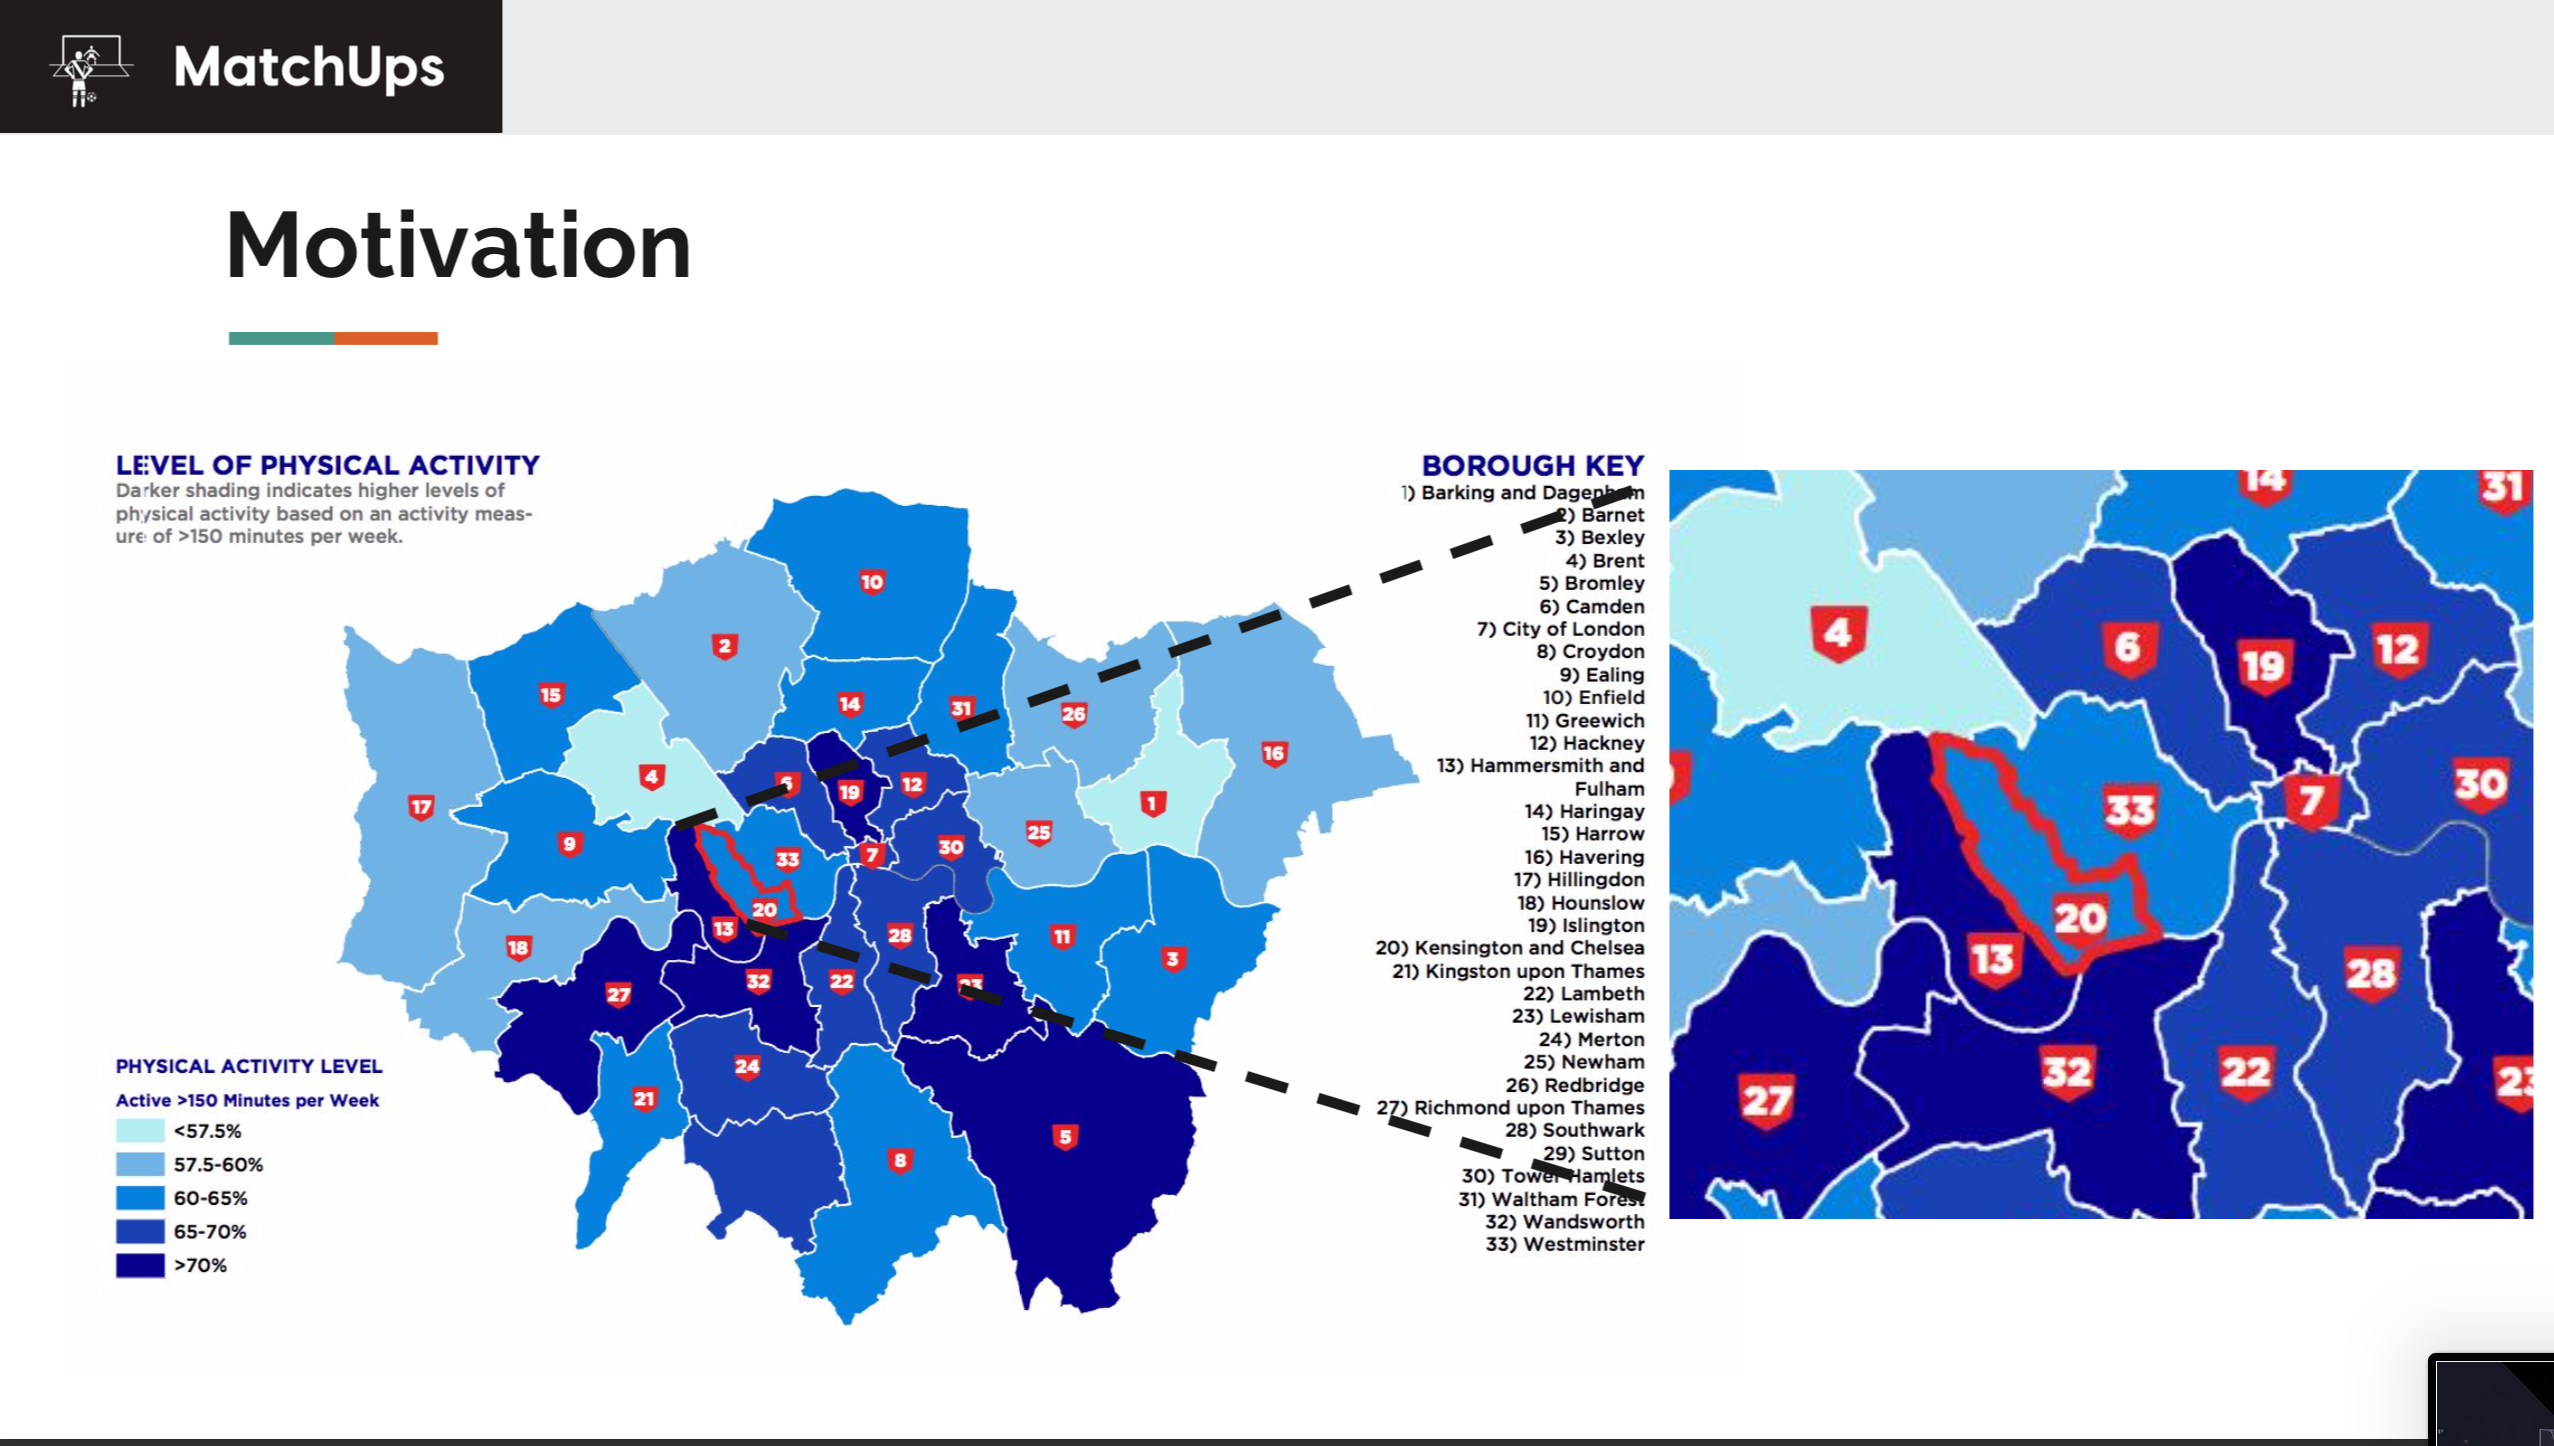 MatchUps
Motivation
LEVEL OF PHYSICAL ACTIVITY
Darker shading indicates higher levels of
physical activity based on an activity meas-
ure of >150 minutes per week.
BOROUGH KEY
1) Barking and Dagenham
2) Barnet
3) Bexley
4) Brent
5) Bromley
6) Camden
7) City of London
8) Croydon
9) Ealing
10) Enfield
11) Greewich
12) Hackney
13) Hammersmith and
Fulham
14) Haringay
15) Harrow
16) Havering
17) Hillingdon
18) Hounslow
19) Islington
20) Kensington and Chelsea
21) Kingston upon Thames
22) Lambeth
23) Lewisham
24) Merton
25) Newham
26) Redbridge
27) Richmond upon Thames
28) Southwark
29) Sutton
30) Tower Hamlets
31) Waltham Forest
32) Wandsworth
33) Westminster
10
2
15
14
31
26
16
4
6
19
12
1
17
25
9
33
7
30
20
13
28
11
3
18
27
32
22
23
24
21
5
8
PHYSICAL ACTIVITY LEVEL
Active >150 Minutes per Week
<57.5%
57.5-60%
60-65%
65-70%
>70%
14
31
4
6
19
12
33
7
30
20
13
28
27
32
22
23